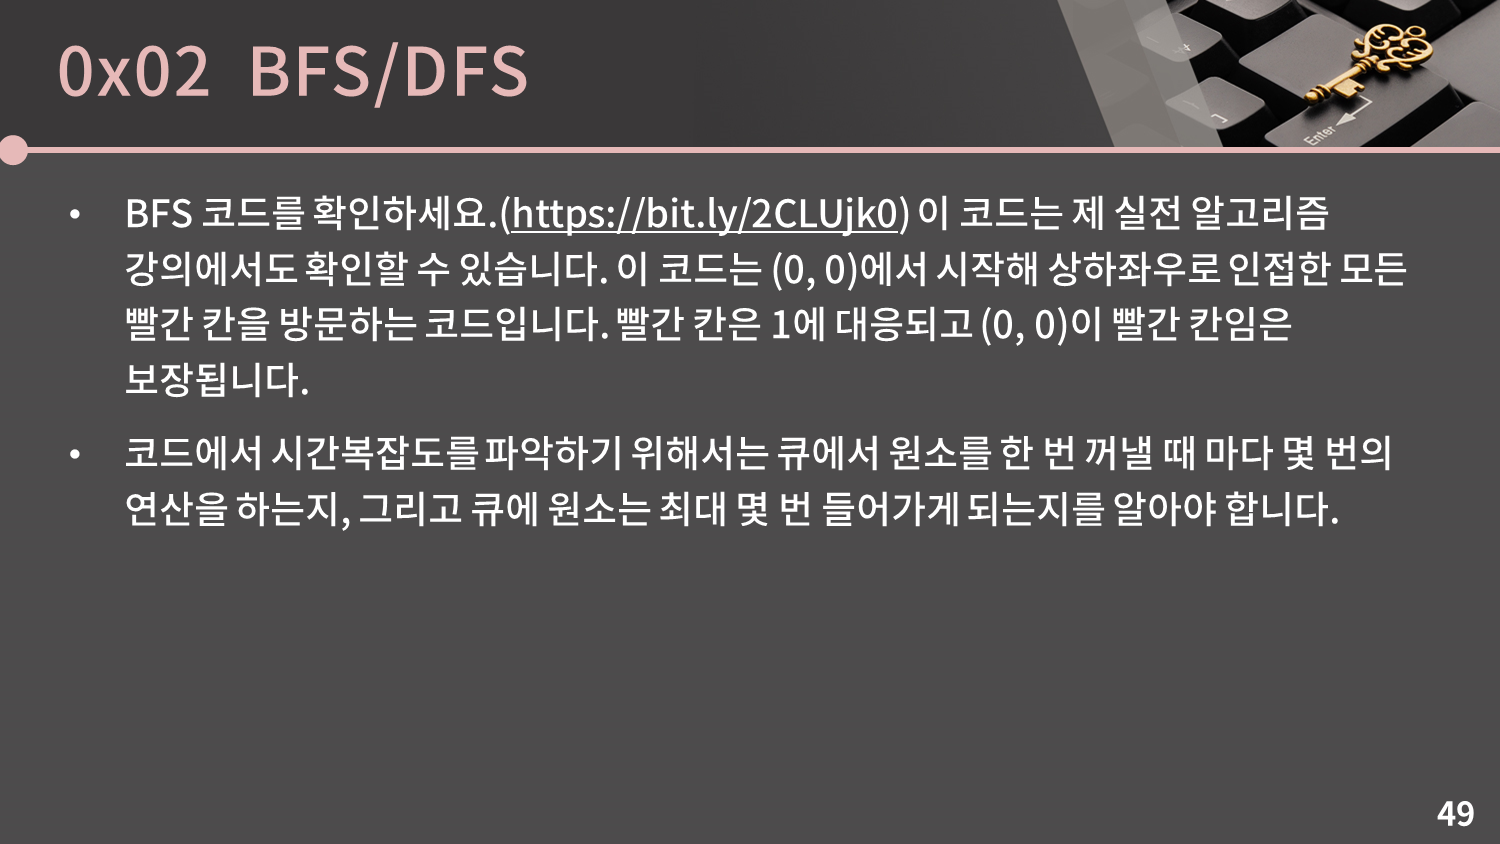 0x02 BFS/DFS
Enter
• BFS 코드를 확인하세요.(https://bit.ly/2CLUjk0) 이 코드는 제 실전 알고리즘
강의에서도 확인할 수 있습니다. 이 코드는 (0, 0)에서 시작해 상하좌우로 인접한 모든
빨간 칸을 방문하는 코드입니다. 빨간 칸은 1에 대응되고 (0, 0)이 빨간 칸임은
보장됩니다.
• 코드에서 시간복잡도를 파악하기 위해서는 큐에서 원소를 한 번 꺼낼 때 마다 몇 번의
연산을 하는지, 그리고 큐에 원소는 최대 몇 번 들어가게 되는지를 알아야 합니다.
49